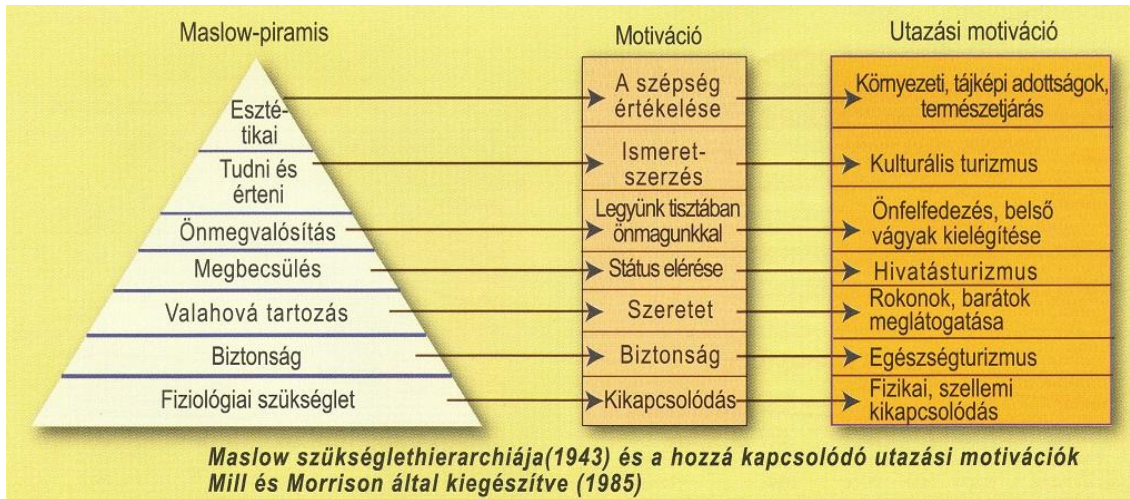 Maslow-piramis
Motiváció
Utazási motiváció
Eszté-
tikai
A szépség
értékelése
Környezeti, tájképi adottságok,
természetjárás
Tudni és
érteni
Ismeret-
szerzés
Kulturális turizmus
Önmegvalósítás
Legyünk tisztában
önmagunkkal
Önfelfedezés, belső
vágyak kielégítése
Megbecsülés
Státus elérése
Hivatásturizmus
Valahová tartozás
Szeretet
Rokonok, barátok
meglátogatása
Biztonság
Biztonság
Egészségturizmus
Fiziológiai szükséglet
Kikapcsolódás
Fizikai, szellemi
kikapcsolódás
Maslow szükséglethierarchiája(1943) és a hozzá kapcsolódó utazási motivációk
Mill és Morrison által kiegészítve (1985)